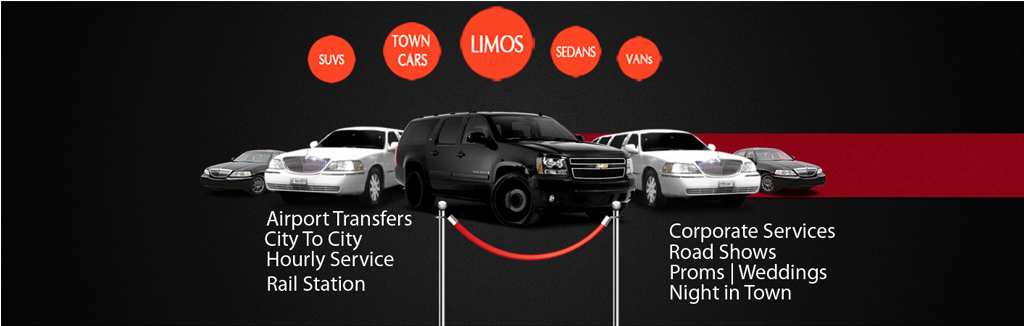 SUVS
TOWN
CARS
LIMOS
SEDANS
VANs
Airport Transfers
City To City
Hourly Service
Rail Station
Corporate Services
Road Shows
Proms | Weddings
Night in Town